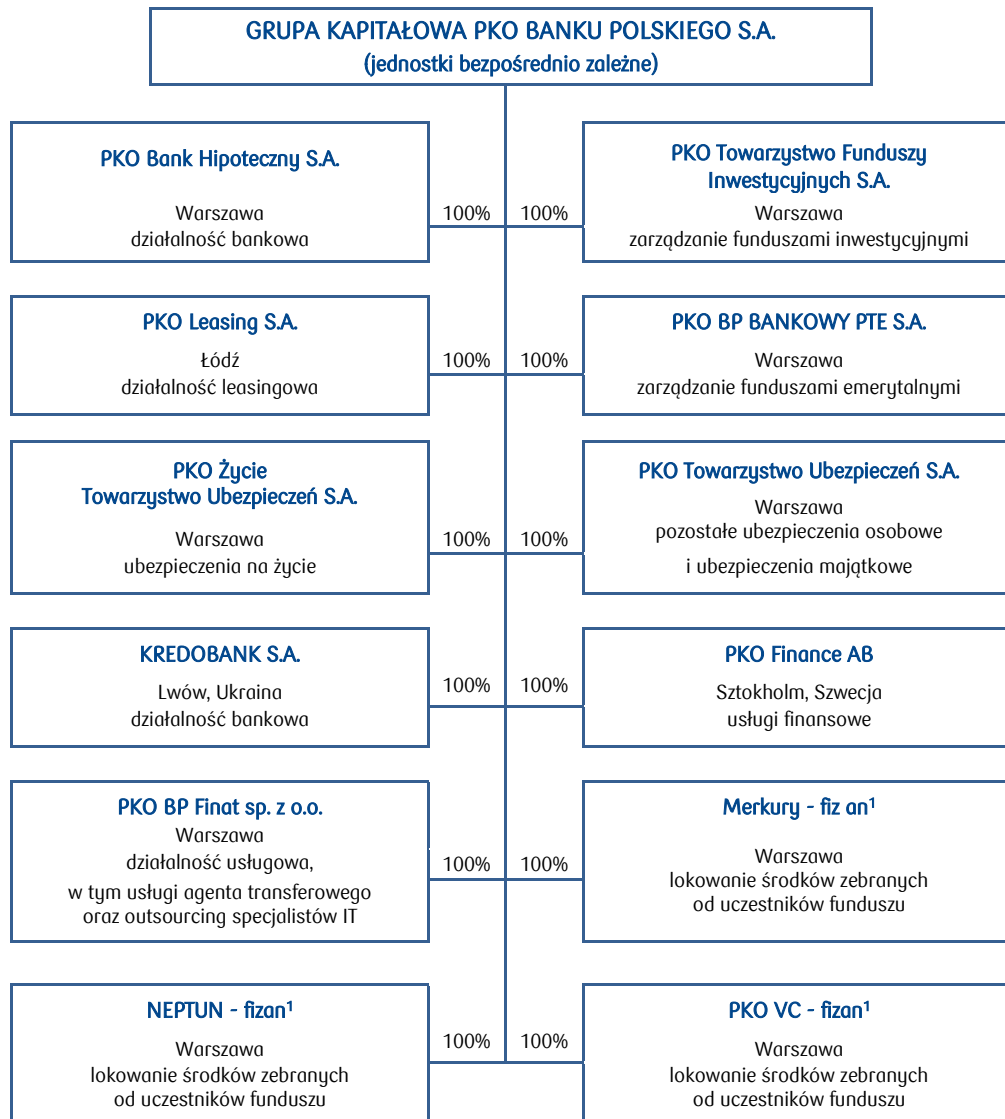 GRUPA KAPITAŁOWA PKO BANKU POLSKIEGO S.A.
(jednostki bezpośrednio zależne)
PKO Bank Hipoteczny S.A.
Warszawa
działalność bankowa
100%
100%
PKO Towarzystwo Funduszy
Inwestycyjnych S.A.
Warszawa
zarządzanie funduszami inwestycyjnymi
PKO Leasing S.A.
Łódź
działalność leasingowa
100%
100%
PKO BP BANKOWY PTE S.A.
Warszawa
zarządzanie funduszami emerytalnymi
PKO Życie
Towarzystwo Ubezpieczeń S.A.
Warszawa
ubezpieczenia na życie
100%
100%
PKO Towarzystwo Ubezpieczeń S.A.
Warszawa
pozostałe ubezpieczenia osobowe
i ubezpieczenia majątkowe
KREDOBANK S.A.
Lwów, Ukraina
działalność bankowa
100%
100%
PKO Finance AB
Sztokholm, Szwecja
usługi finansowe
PKO BP Finat sp. z o.o.
Warszawa
działalność usługowa,
w tym usługi agenta transferowego
oraz outsourcing specjalistów IT
100%
100%
Merkury - fiz an¹
Warszawa
lokowanie środków zebranych
od uczestników funduszu
NEPTUN - fizan¹
Warszawa
lokowanie środków zebranych
od uczestników funduszu
100%
100%
PKO VC - fizan¹
Warszawa
lokowanie środków zebranych
od uczestników funduszu